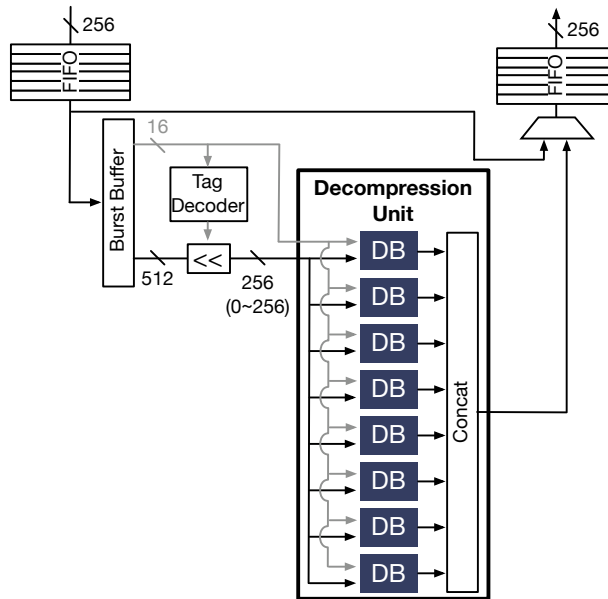 256
256
FIFO
FIFO
16
Burst Buffer
Tag
Decoder
Decompression
Unit
<<
512
256
(0~256)
DB
DB
DB
DB
DB
DB
DB
DB
Concat